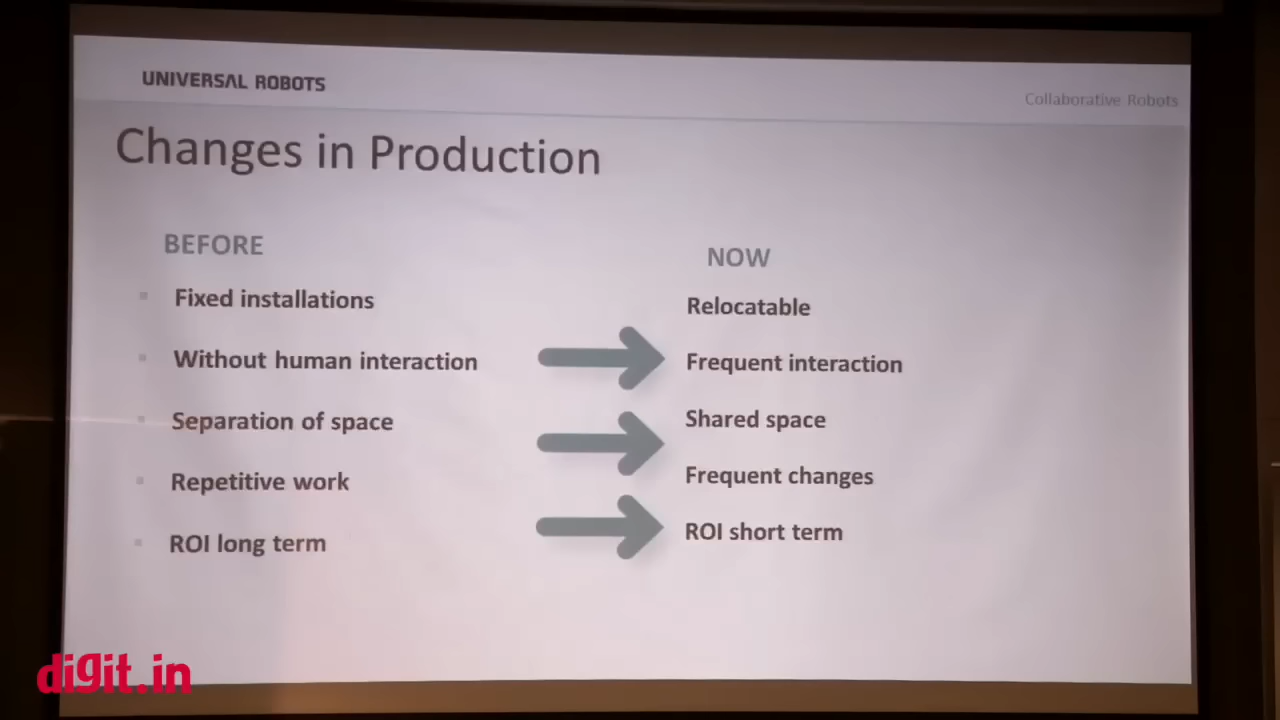 UNIVERSAL ROBOTS
Collaborative Robots
Changes in Production
BEFORE
Fixed installations
Without human interaction
Separation of space
Repetitive work
ROI long term
NOW
Relocatable
Frequent interaction
Shared space
Frequent changes
ROI short term
digit.in